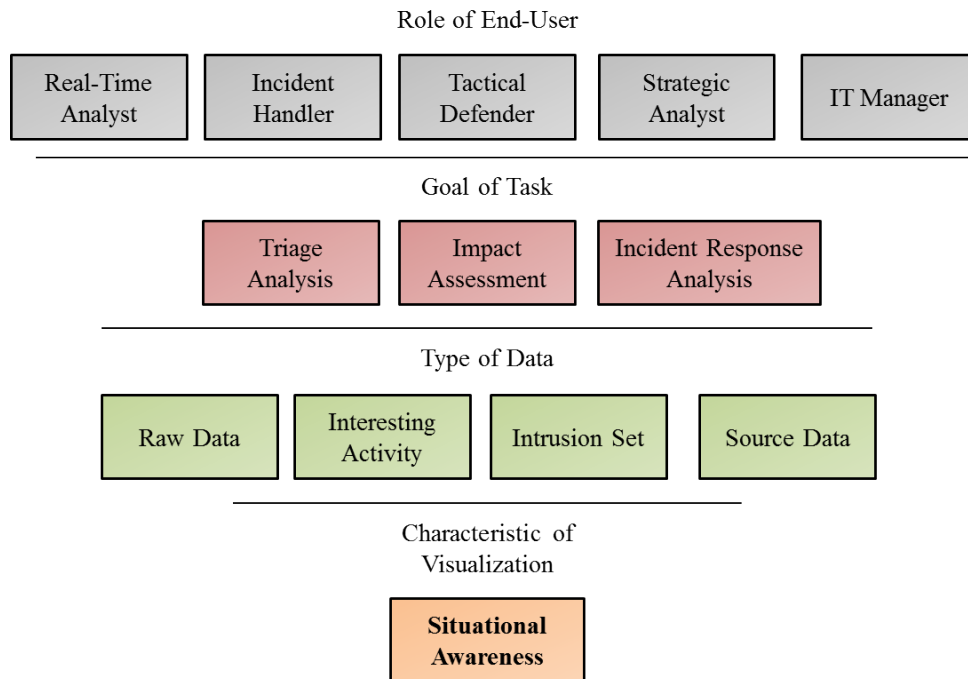 Role of End-User
Real-Time
Analyst
Incident
Handler
Tactical
Defender
Strategic
Analyst
IT Manager
Goal of Task
Triage
Analysis
Impact
Assessment
Incident Response
Analysis
Type of Data
Raw Data
Interesting
Activity
Intrusion Set
Source Data
Characteristic of
Visualization
Situational
Awareness